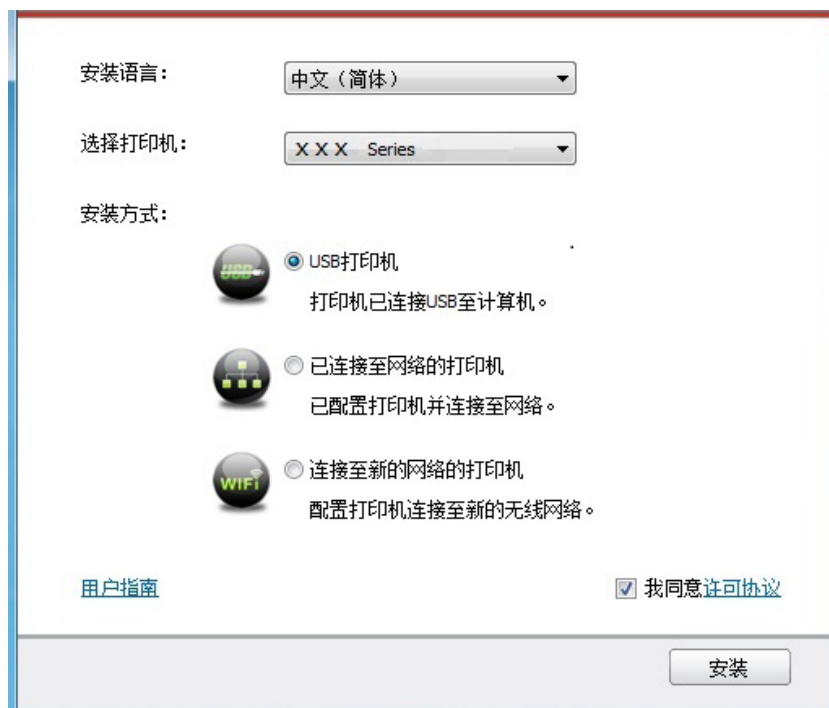 安装语言： 中文（简体）
选择打印机： X X X Series
安装方式：
USB
USB打印机
打印机已连接USB至计算机。
已连接至网络的打印机
已配置打印机并连接至网络。
WIFI
连接至新的网络的打印机
配置打印机连接至新的无线网络。
用户指南 我同意许可协议
安装